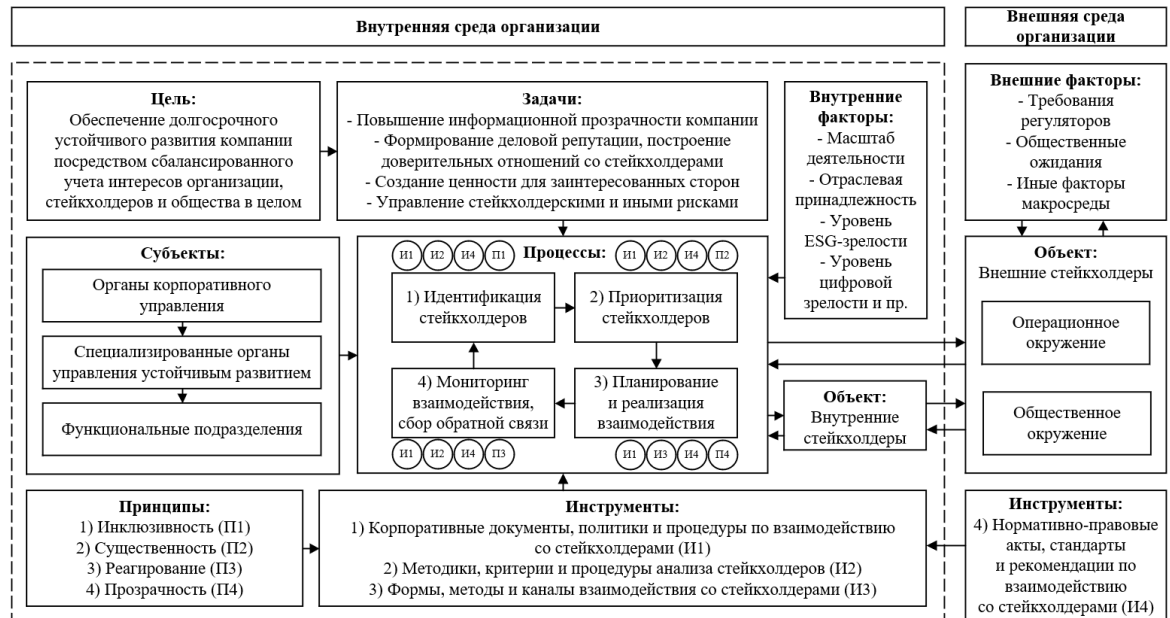 Внутренняя среда организации
Внешняя среда
организации
Цель:
Обеспечение долгосрочного
устойчивого развития компании
посредством сбалансированного
учета интересов организации,
стейкхолдеров и общества в целом
Задачи:
- Повышение информационной прозрачности компании
- Формирование деловой репутации, построение
доверительных отношений со стейкхолдерами
- Создание ценности для заинтересованных сторон
- Управление стейкхолдерскими и иными рисками
Внутренние
факторы:
- Масштаб
деятельности
- Отраслевая
принадлежность
- Уровень
ESG-зрелости
- Уровень
цифровой
зрелости и пр.
Внешние факторы:
- Требования
регуляторов
- Общественные
ожидания
- Иные факторы
макросреды
Субъекты:
Органы корпоративного
управления
Специализированные органы
управления устойчивым развитием
Функциональные подразделения
И1 И2 И4 П1 Процессы: И1 И2 И4 П2
1) Идентификация
стейкхолдеров
2) Приоритизация
стейкхолдеров
4) Мониторинг
взаимодействия,
сбор обратной связи
3) Планирование
и реализация
взаимодействия
И1 И2 И4 П3
И1 И3 И4 П4
Объект:
Внутренние
стейкхолдеры
Объект:
Внешние стейкхолдеры
Операционное
окружение
Общественное
окружение
Принципы:
1) Инклюзивность (П1)
2) Существенность (П2)
3) Реагирование (П3)
4) Прозрачность (П4)
Инструменты:
1) Корпоративные документы, политики и процедуры по взаимодействию
со стейкхолдерами (И1)
2) Методики, критерии и процедуры анализа стейкхолдеров (И2)
3) Формы, методы и каналы взаимодействия со стейкхолдерами (И3)
Инструменты:
4) Нормативно-правовые
акты, стандарты
и рекомендации по
взаимодействию
со стейкхолдерами (И4)